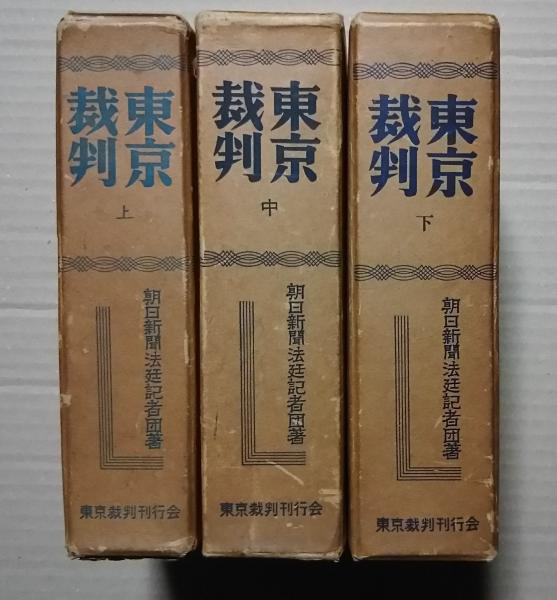 東京
裁判
上
朝日新聞法廷記者団著
東京裁判刊行会
東京
裁判
中
朝日新聞法廷記者団著
東京裁判刊行会
東京
裁判
下
朝日新聞法廷記者団著
東京裁判刊行会